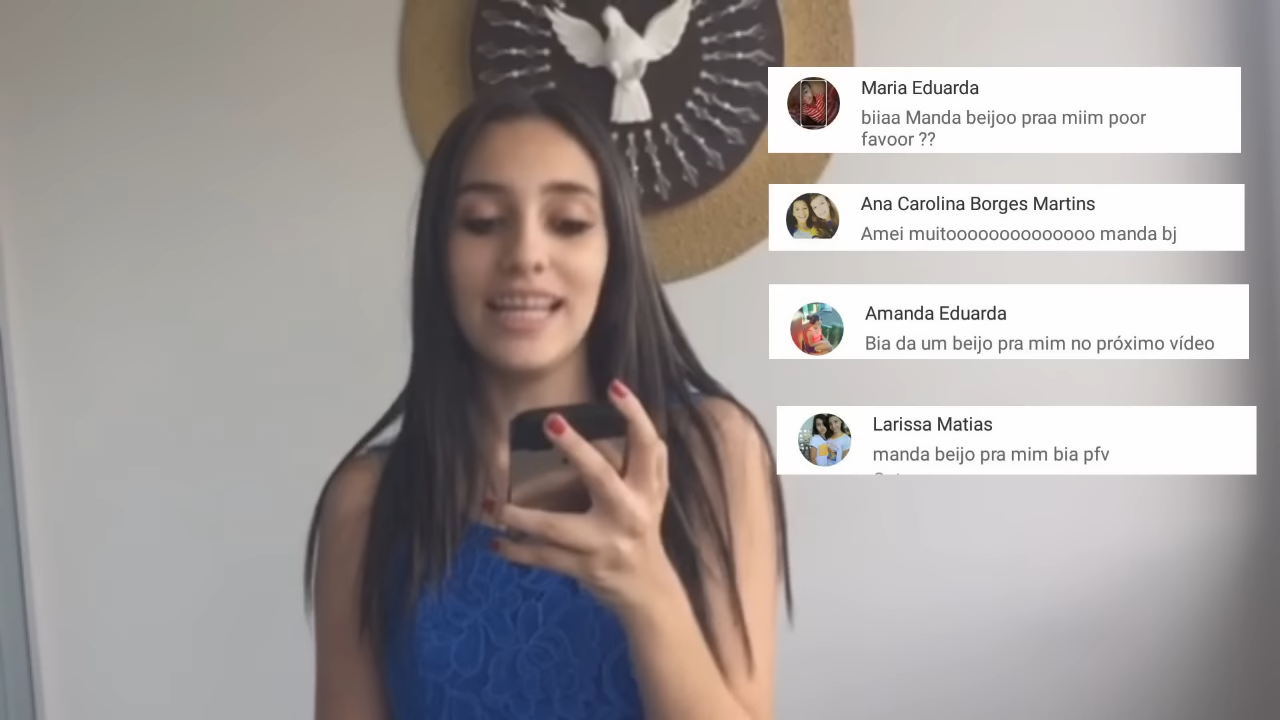 Maria Eduarda
biiaa Manda beijoo praa miim poor
favoor ??
Ana Carolina Borges Martins
Amei muitoooooooooooooo manda bj
Amanda Eduarda
Bia da um beijo pra mim no próximo vídeo
Larissa Matias
manda beijo pra mim bia pfv